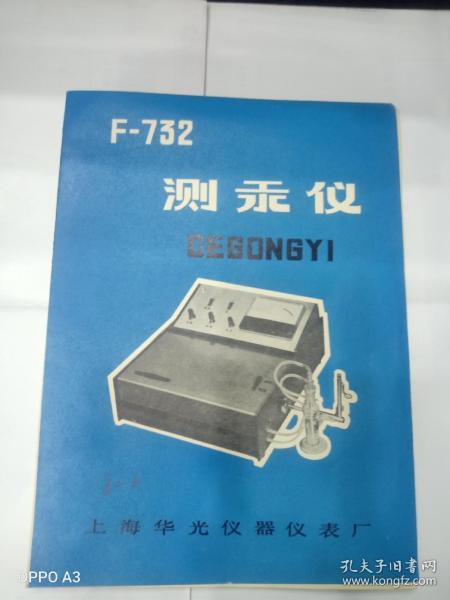 F-732
测汞仪
CEGONGYI
上海华光仪器仪表厂
OPPO A3
孔夫子旧书网
www.kongfz.com